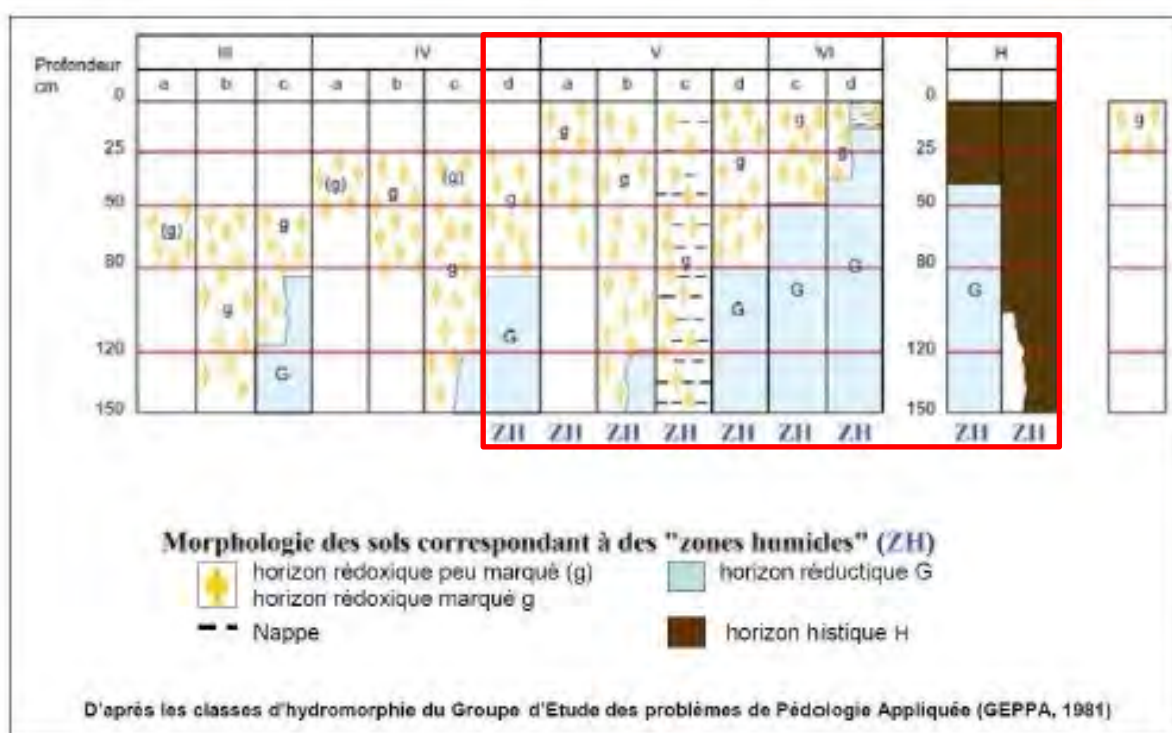 III IV V VI H
Profondeur
cm
a b c a b c d a b c d c d
0 0
g g g g
25 25
(g) g (g) g g g g
50 50
(g) g g
80 80
g g g G
G G G G
120 120
G
150 150
ZH ZH ZH ZH ZH ZH ZH ZH ZH
Morphologie des sols correspondant à des "zones humides" (ZH)
horizon rédoxique peu marqué (g) horizon réductique G
horizon rédoxique marqué g
Nappe horizon histique H
D'après les classes d'hydromorphie du Groupe d'Etude des problèmes de Pédologie Appliquée (GEPPA, 1981)